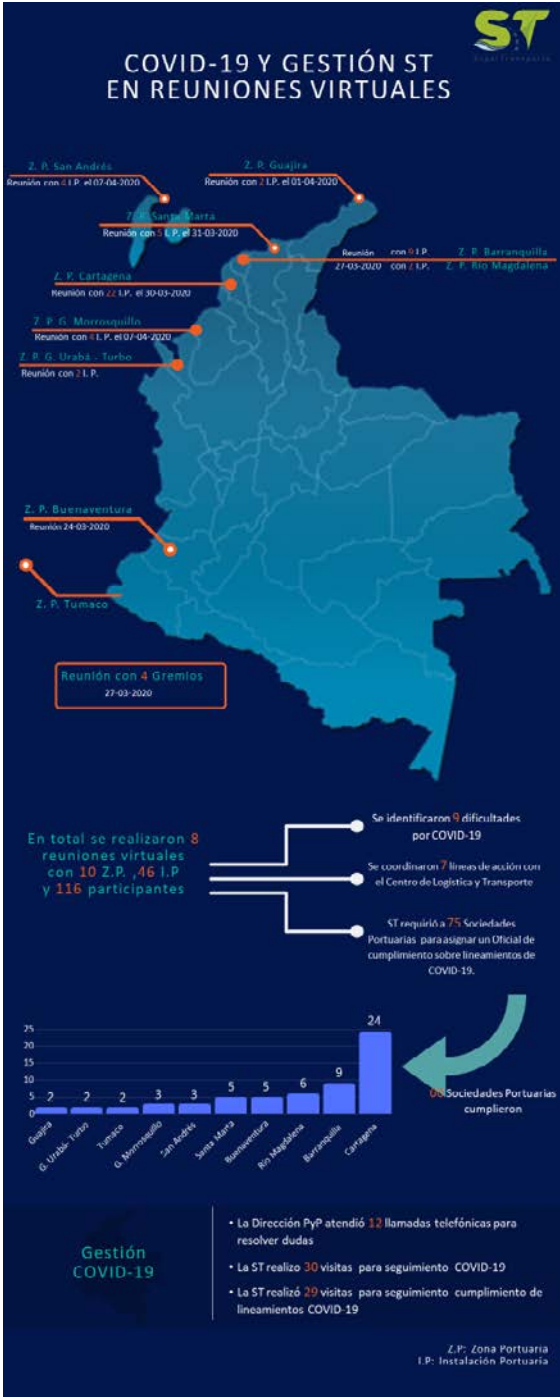 ST
SuperTransporte
COVID-19 Y GESTIÓN ST
EN REUNIONES VIRTUALES
Z. P. San Andrés
Reunión con 4 I.P. el 07-04-2020
Z. P. Guajira
Reunión con 2 I.P. el 01-04-2020
Z. P. Santa Marta
Reunión con 5 I.P. el 31-03-2020
Reunión con 9 I.P. Z. P. Barranquilla
27-03-2020 con 2 I.P. Z. P. Río Magdalena
Z. P. Cartagena
Reunión con 22 I.P. el 30-03-2020
Z. P. G. Morrosquillo
Reunión con 4 I. P. el 07-04-2020
Z. P. G. Urabá - Turbo
Reunión con 2 I. P.
Z. P. Buenaventura
Reunión 24-03-2020
Z. P. Tumaco
Reunión con 4 Gremios
27-03-2020
En total se realizaron 8
reuniones virtuales
con 10 Z.P. ,46 I.P
y 116 participantes
Se identificaron 9 dificultades
por COVID-19
Se coordinaron 7 líneas de acción con
el Centro de Logística y Transporte
ST requirió a 75 Sociedades
Portuarias para asignar un Oficial de
cumplimiento sobre lineamientos de
COVID-19.
25
20
15
10
5
0
2
2
2
3
3
5
5
6
9
24
Guajira
G. Urabá- Turbo
Tumaco
G. Morrosquillo
San Andrés
Santa Marta
Buenaventura
Río Magdalena
Barranquilla
Cartagena
Sociedades Portuarias
cumplieron
Gestión
COVID-19
• La Dirección PyP atendió 12 llamadas telefónicas para
resolver dudas
• La ST realizo 30 visitas para seguimiento COVID-19
• La ST realizó 29 visitas para seguimiento cumplimiento de
lineamientos COVID-19
Z.P: Zona Portuaria
I.P: Instalación Portuaria